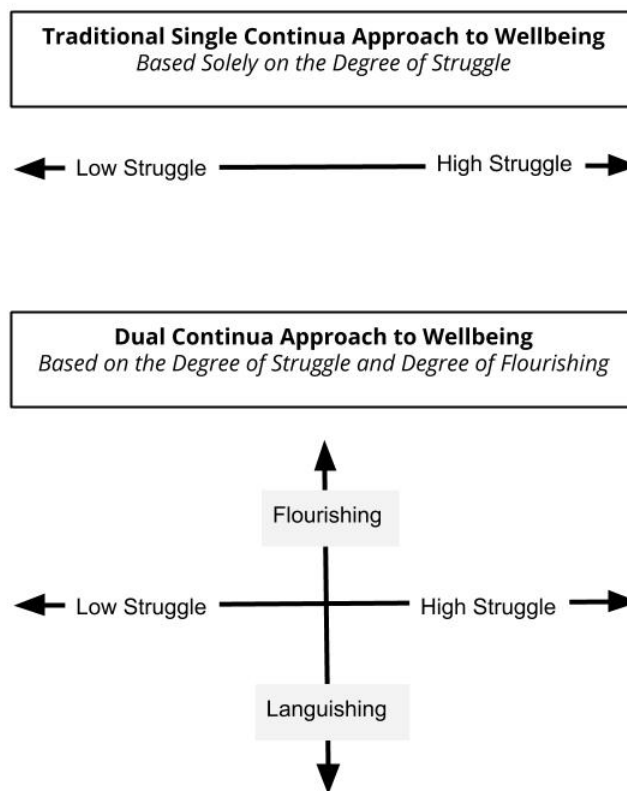 Traditional Single Continua Approach to Wellbeing
Based Solely on the Degree of Struggle
Low Struggle
High Struggle
Dual Continua Approach to Wellbeing
Based on the Degree of Struggle and Degree of Flourishing
Flourishing
Low Struggle
High Struggle
Languishing